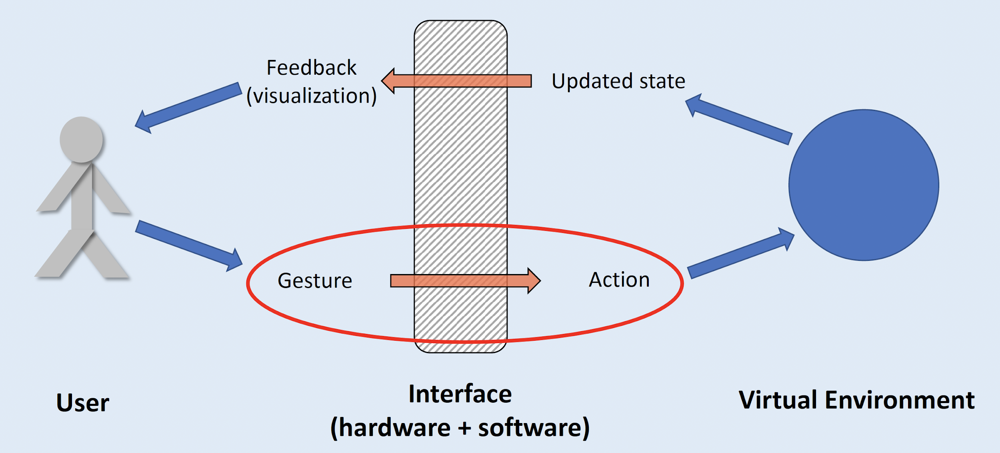 Feedback
(visualization)
Updated state
Gesture
Action
User
Interface
(hardware + software)
Virtual Environment